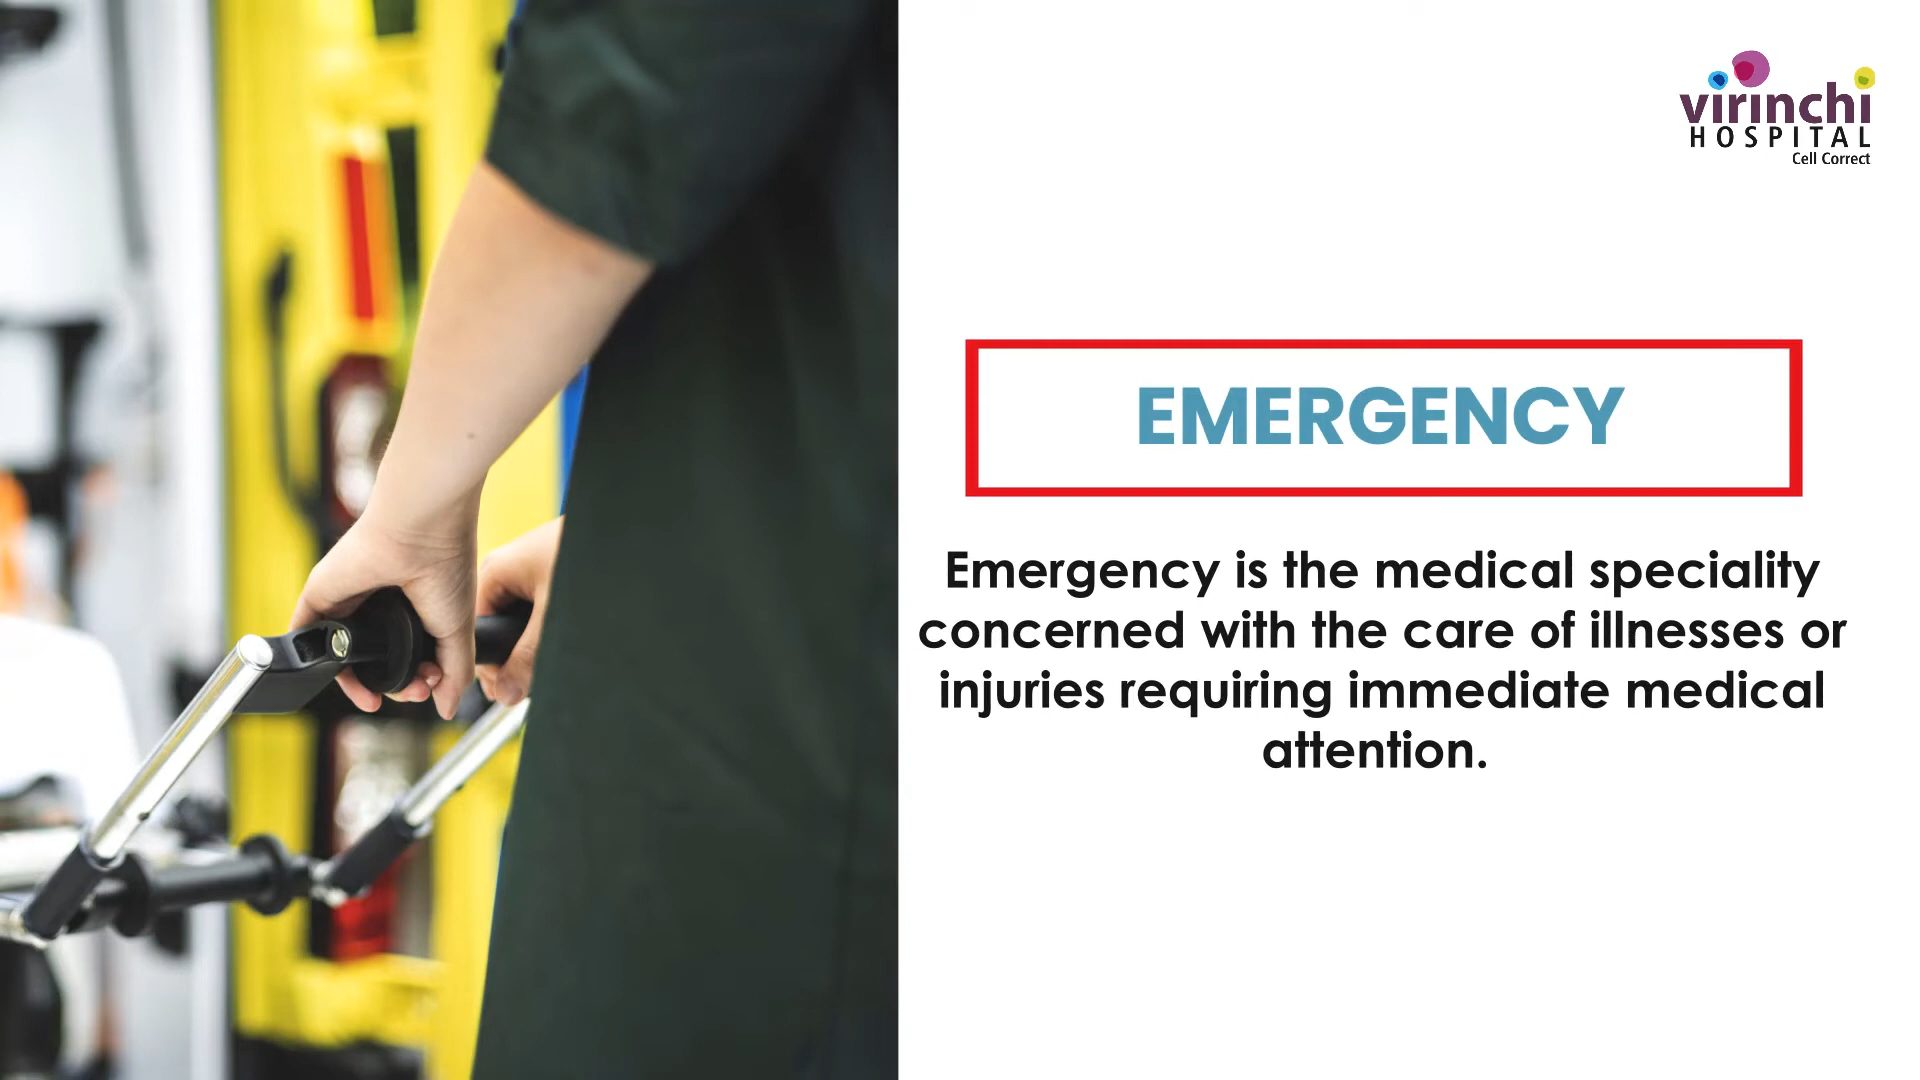 virinchi
HOSPITAL
Cell Correct
EMERGENCY
Emergency is the medical speciality
concerned with the care of illnesses or
injuries requiring immediate medical
attention.